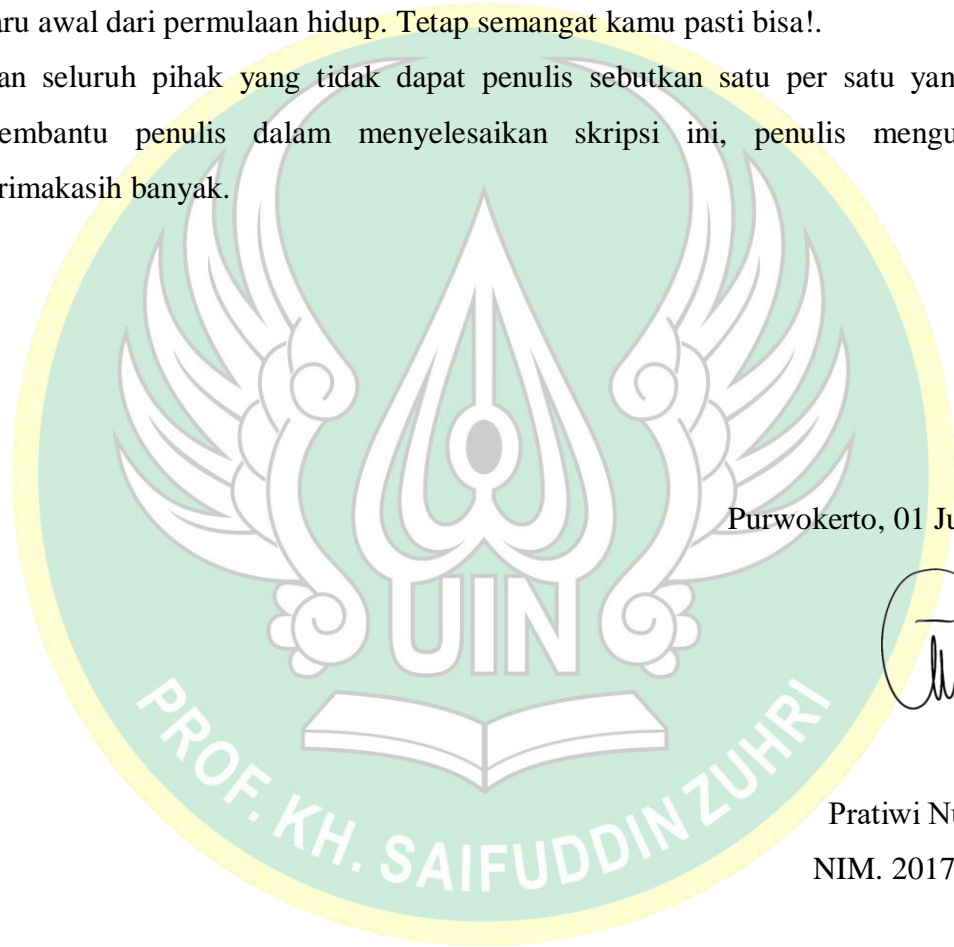 aru awal dari permulaan hidup. Tetap semangat kamu pasti bisa!.
an seluruh pihak yang tidak dapat penulis sebutkan satu per satu yan
embantu penulis dalam menyelesaikan skripsi ini, penulis mengu
rimakasih banyak.
Purwokerto, 01 Ju
UIN
PROF. KH. SAIFUDDIN ZUHRI
Pratiwi Nu
NIM. 2017